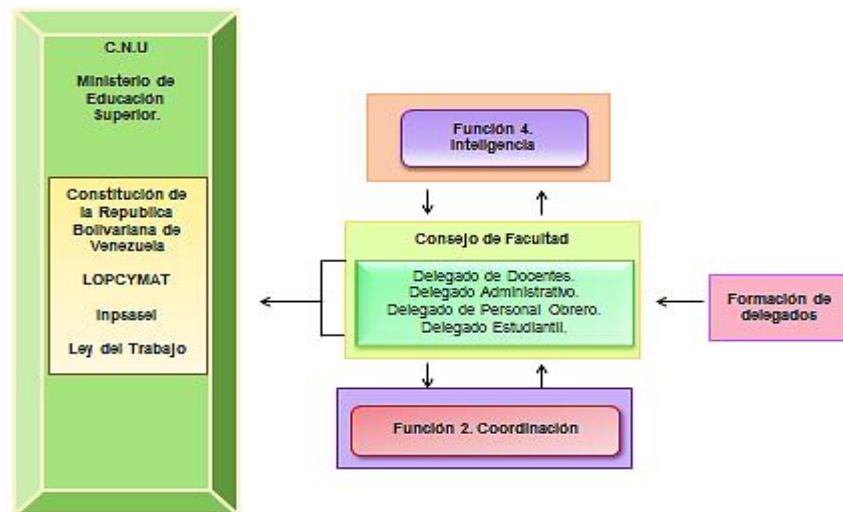 C.N.U
Ministerio de
Educación
Superior.
Constitución de
la Republica
Bolivariana de
Venezuela
LOPCYMAT
Inpsasel
Ley del Trabajo
Función 4.
Inteligencia
Consejo de Facultad
Delegado de Docentes.
Delegado Administrativo.
Delegado de Personal Obrero.
Delegado Estudiantil.
Formación de
delegados
Función 2. Coordinación